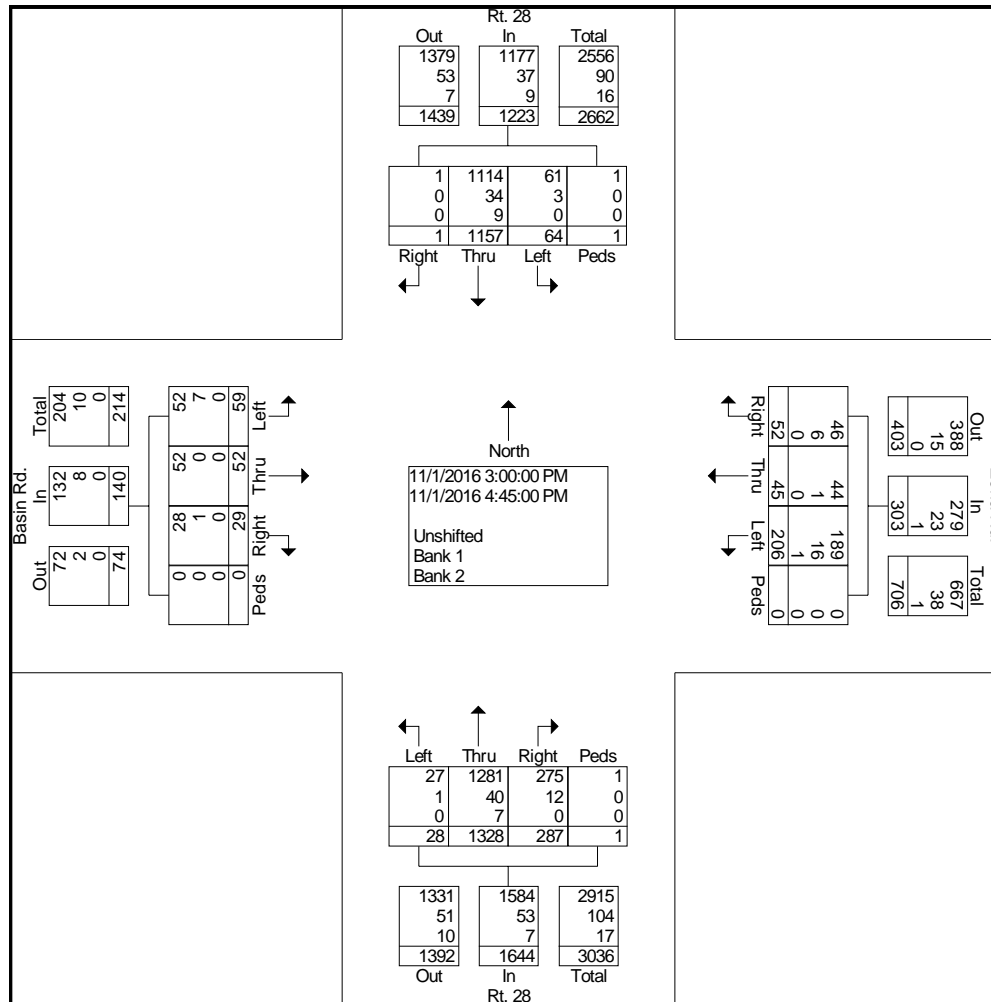 Rt. 28
Out In Total
1379 1177 2556
53 37 90
7 9 16
1439 1223 2662
1 1114 61 1
0 34 3 0
0 9 0 0
1 1157 64 1
Right Thru Left Peds
Basin Rd.
Total In Out
204 132 72
10 8 2
0 0 0
214 140 74
Left Thru Right Peds
52 52 28 0
7 0 1 0
0 0 0 0
59 52 29 0
North
11/1/2016 3:00:00 PM
11/1/2016 4:45:00 PM
Unshifted
Bank 1
Bank 2
Right Thru Left Peds
46 44 189 0
6 1 16 0
0 0 1 0
52 45 206 0
Out In Total
388 279 667
15 23 38
0 1 1
403 303 706
Left Thru Right Peds
27 1281 275 1
1 40 12 0
0 7 0 0
28 1328 287 1
1331 1584 2915
51 53 104
10 7 17
1392 1644 3036
Out In Total
Rt. 28